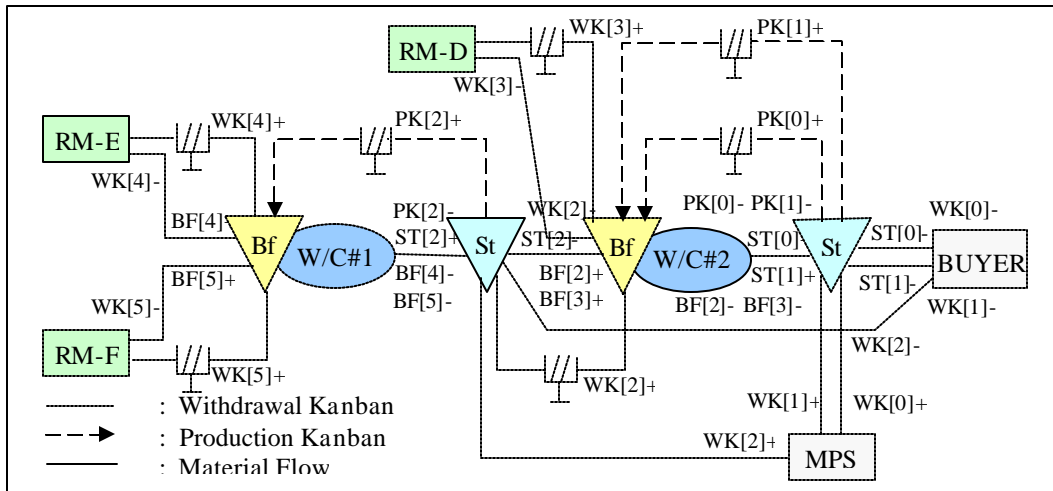 WK[3]+
PK[1]+
RM-D
WK[3]-
WK[4]+
PK[2]+
PK[0]+
RM-E
WK[4]-
BF[4]-
PK[2]-
WK[2]-
PK[0]- PK[1]-
WK[0]-
Bf
W/C#1
ST[2]+
St
ST[2]-
Bf
W/C#2
ST[0]-
St
ST[0]-
BUYER
BF[5]+
BF[4]-
BF[2]+
ST[1]+
ST[1]-
WK[5]-
BF[5]-
BF[3]+
BF[2]- BF[3]-
WK[1]-
RM-F
WK[2]-
WK[5]+
WK[2]+
WK[1]+
WK[0]+
: Withdrawal Kanban
: Production Kanban
WK[2]+
MPS
: Material Flow